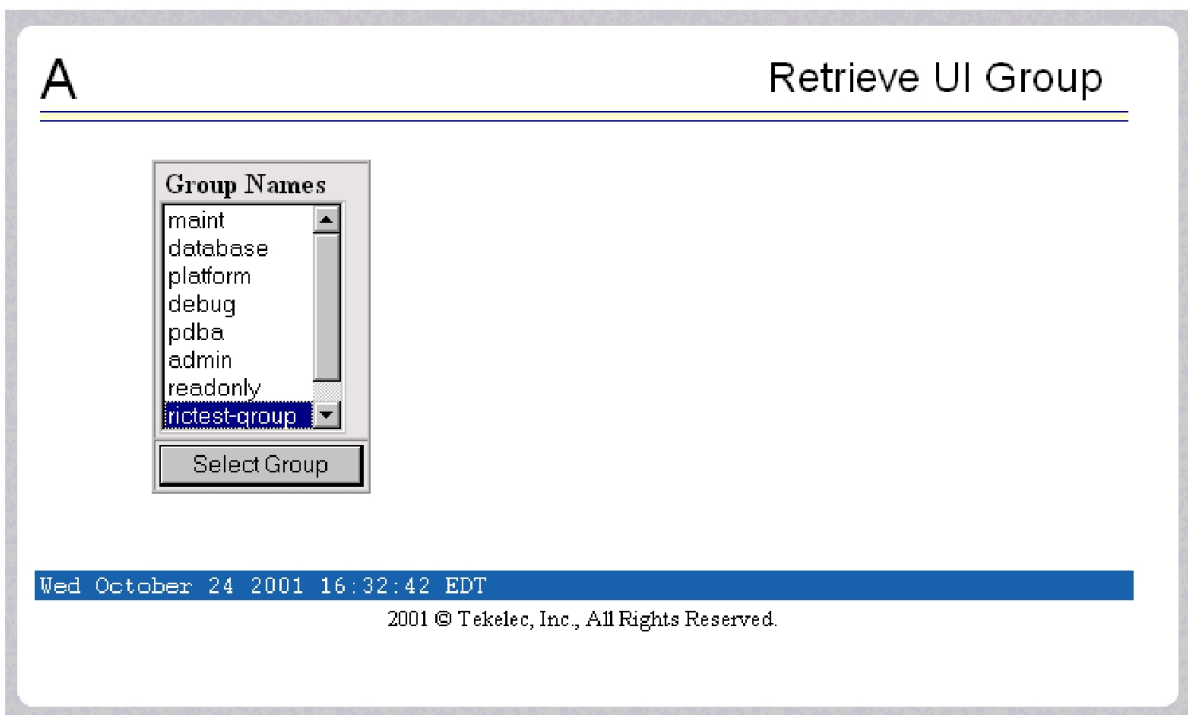 A
Retrieve UI Group
Group Names
maint
database
platform
debug
pdba
admin
readonly
rictest-group
Select Group
Wed October 24 2001 16:32:42 EDT
2001 © Tekelec, Inc., All Rights Reserved.